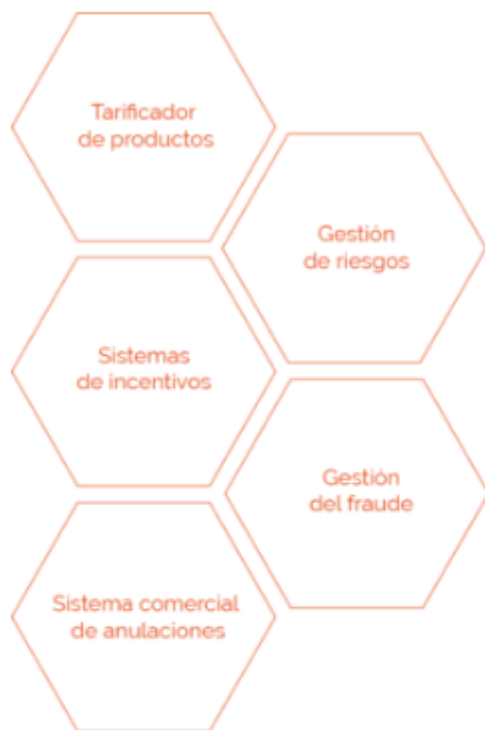 Tarificador
de productos
Gestión
de riesgos
Sistemas
de incentivos
Gestión
del fraude
Sistema comercial
de anulaciones